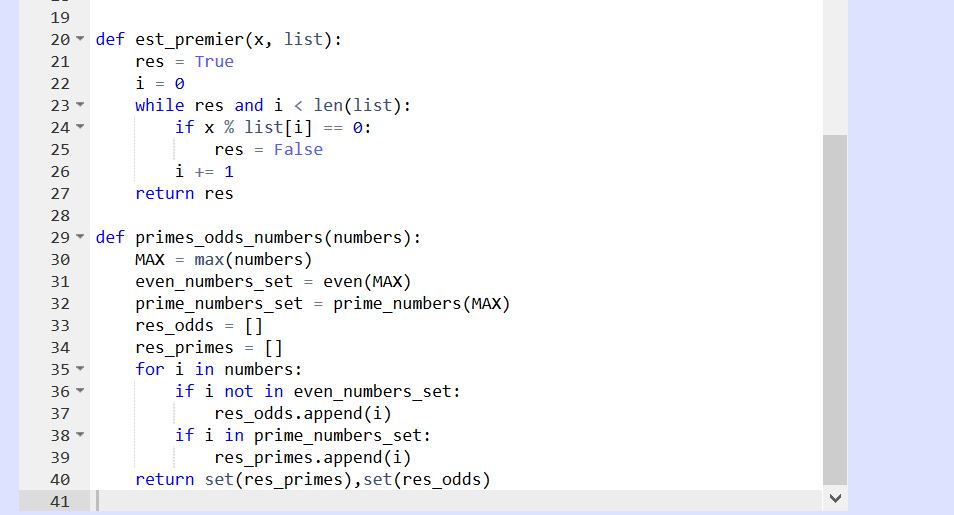 19
20 def est_premier(x, list):
21 res = True
22 i = 0
23 while res and i < len(list):
24 if x % list[i] == 0:
25 res = False
26 i += 1
27 return res
28
29 def primes_odds_numbers(numbers):
30 MAX = max(numbers)
31 even_numbers_set = even(MAX)
32 prime_numbers_set = prime_numbers(MAX)
33 res_odds = []
34 res_primes = []
35 for i in numbers:
36 if i not in even_numbers_set:
37 res_odds.append(i)
38 if i in prime_numbers_set:
39 res_primes.append(i)
40 return set(res_primes),set(res_odds)
41